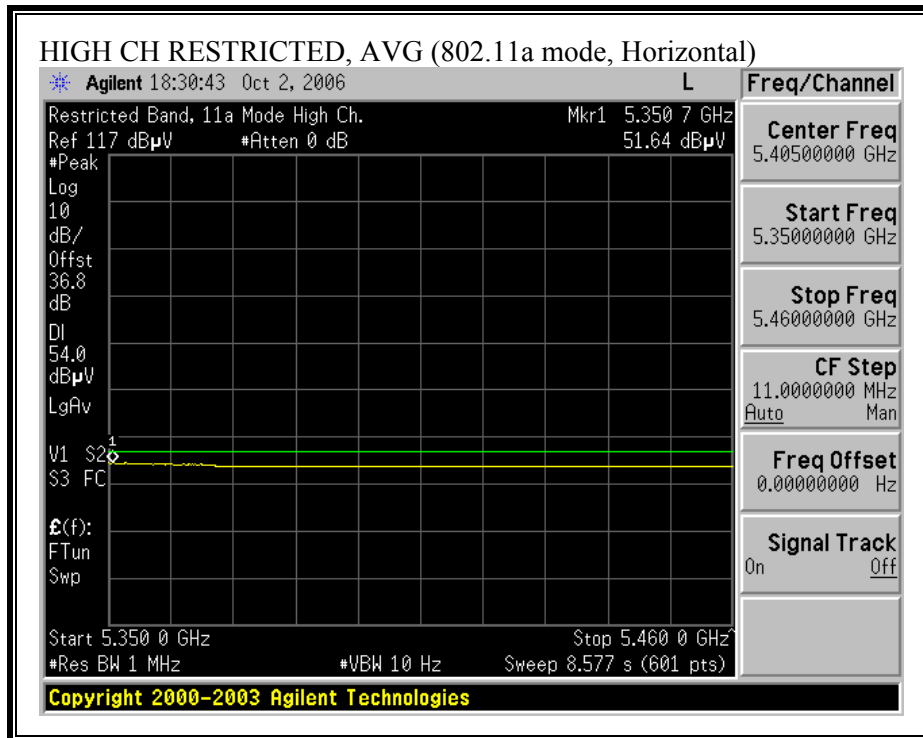 HIGH CH RESTRICTED, AVG (802.11a mode, Horizontal)
Agilent 18:30:43 Oct 2, 2006 L
Restricted Band, 11a Mode High Ch. Mkr1 5.350 7 GHz
Ref 117 dBµV #Atten 0 dB 51.64 dBµV
#Peak
Log
10
dB/
Offst
36.8
dB
DI
54.0
dBµV
LgAv
1
V1 S2
S3 FC
£(f):
FTun
Swp
Start 5.350 0 GHz Stop 5.460 0 GHz^
#Res BW 1 MHz #VBW 10 Hz Sweep 8.577 s (601 pts)
Copyright 2000-2003 Agilent Technologies
Freq/Channel
Center Freq
5.40500000 GHz
Start Freq
5.35000000 GHz
Stop Freq
5.46000000 GHz
CF Step
11.0000000 MHz
Auto Man
Freq Offset
0.00000000 Hz
Signal Track
On Off